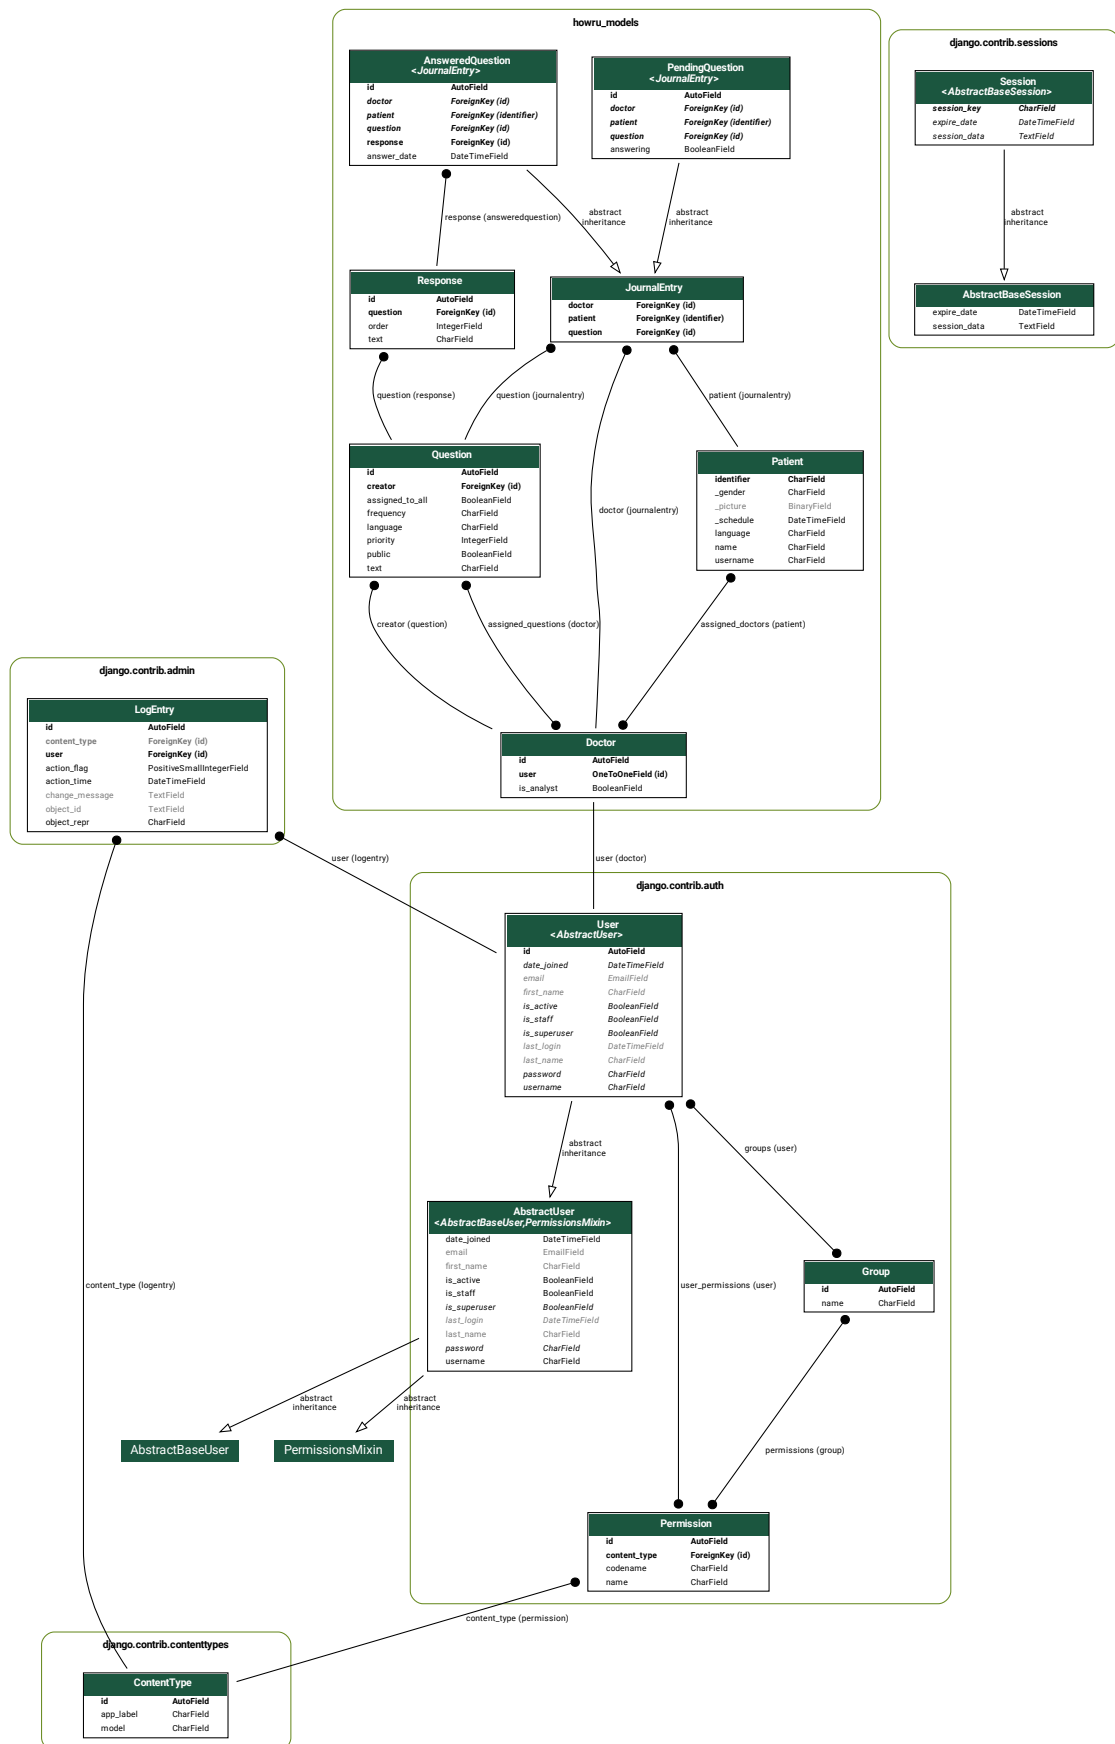 howru_models
AnsweredQuestion
<JournalEntry>
id AutoField
doctor ForeignKey (id)
patient ForeignKey (identifier)
question ForeignKey (id)
response ForeignKey (id)
answer_date DateTimeField
PendingQuestion
<JournalEntry>
id AutoField
doctor ForeignKey (id)
patient ForeignKey (identifier)
question ForeignKey (id)
answering BooleanField
response (answeredquestion)
abstract
inheritance
abstract
inheritance
Response
id AutoField
question ForeignKey (id)
order IntegerField
text CharField
JournalEntry
doctor ForeignKey (id)
patient ForeignKey (identifier)
question ForeignKey (id)
question (response)
question (journalentry)
patient (journalentry)
doctor (journalentry)
Question
id AutoField
creator ForeignKey (id)
assigned_to_all BooleanField
frequency CharField
language CharField
priority IntegerField
public BooleanField
text CharField
Patient
identifier CharField
_gender CharField
_picture BinaryField
_schedule DateTimeField
language CharField
name CharField
username CharField
creator (question)
assigned_questions (doctor)
assigned_doctors (patient)
Doctor
id AutoField
user OneToOneField (id)
is_analyst BooleanField
django.contrib.sessions
Session
<AbstractBaseSession>
session_key CharField
expire_date DateTimeField
session_data TextField
abstract
inheritance
AbstractBaseSession
expire_date DateTimeField
session_data TextField
django.contrib.admin
LogEntry
id AutoField
content_type ForeignKey (id)
user ForeignKey (id)
action_flag PositiveSmallIntegerField
action_time DateTimeField
change_message TextField
object_id TextField
object_repr CharField
user (logentry)
user (doctor)
django.contrib.auth
User
<AbstractUser>
id AutoField
date_joined DateTimeField
email EmailField
first_name CharField
is_active BooleanField
is_staff BooleanField
is_superuser BooleanField
last_login DateTimeField
last_name CharField
password CharField
username CharField
abstract
inheritance
groups (user)
AbstractUser
<AbstractBaseUser,PermissionsMixin>
date_joined DateTimeField
email EmailField
first_name CharField
is_active BooleanField
is_staff BooleanField
is_superuser BooleanField
last_login DateTimeField
last_name CharField
password CharField
username CharField
content_type (logentry)
user_permissions (user)
Group
id AutoField
name CharField
abstract
inheritance
abstract
inheritance
AbstractBaseUser
PermissionsMixin
permissions (group)
Permission
id AutoField
content_type ForeignKey (id)
codename CharField
name CharField
content_type (permission)
django.contrib.contenttypes
ContentType
id AutoField
app_label CharField
model CharField